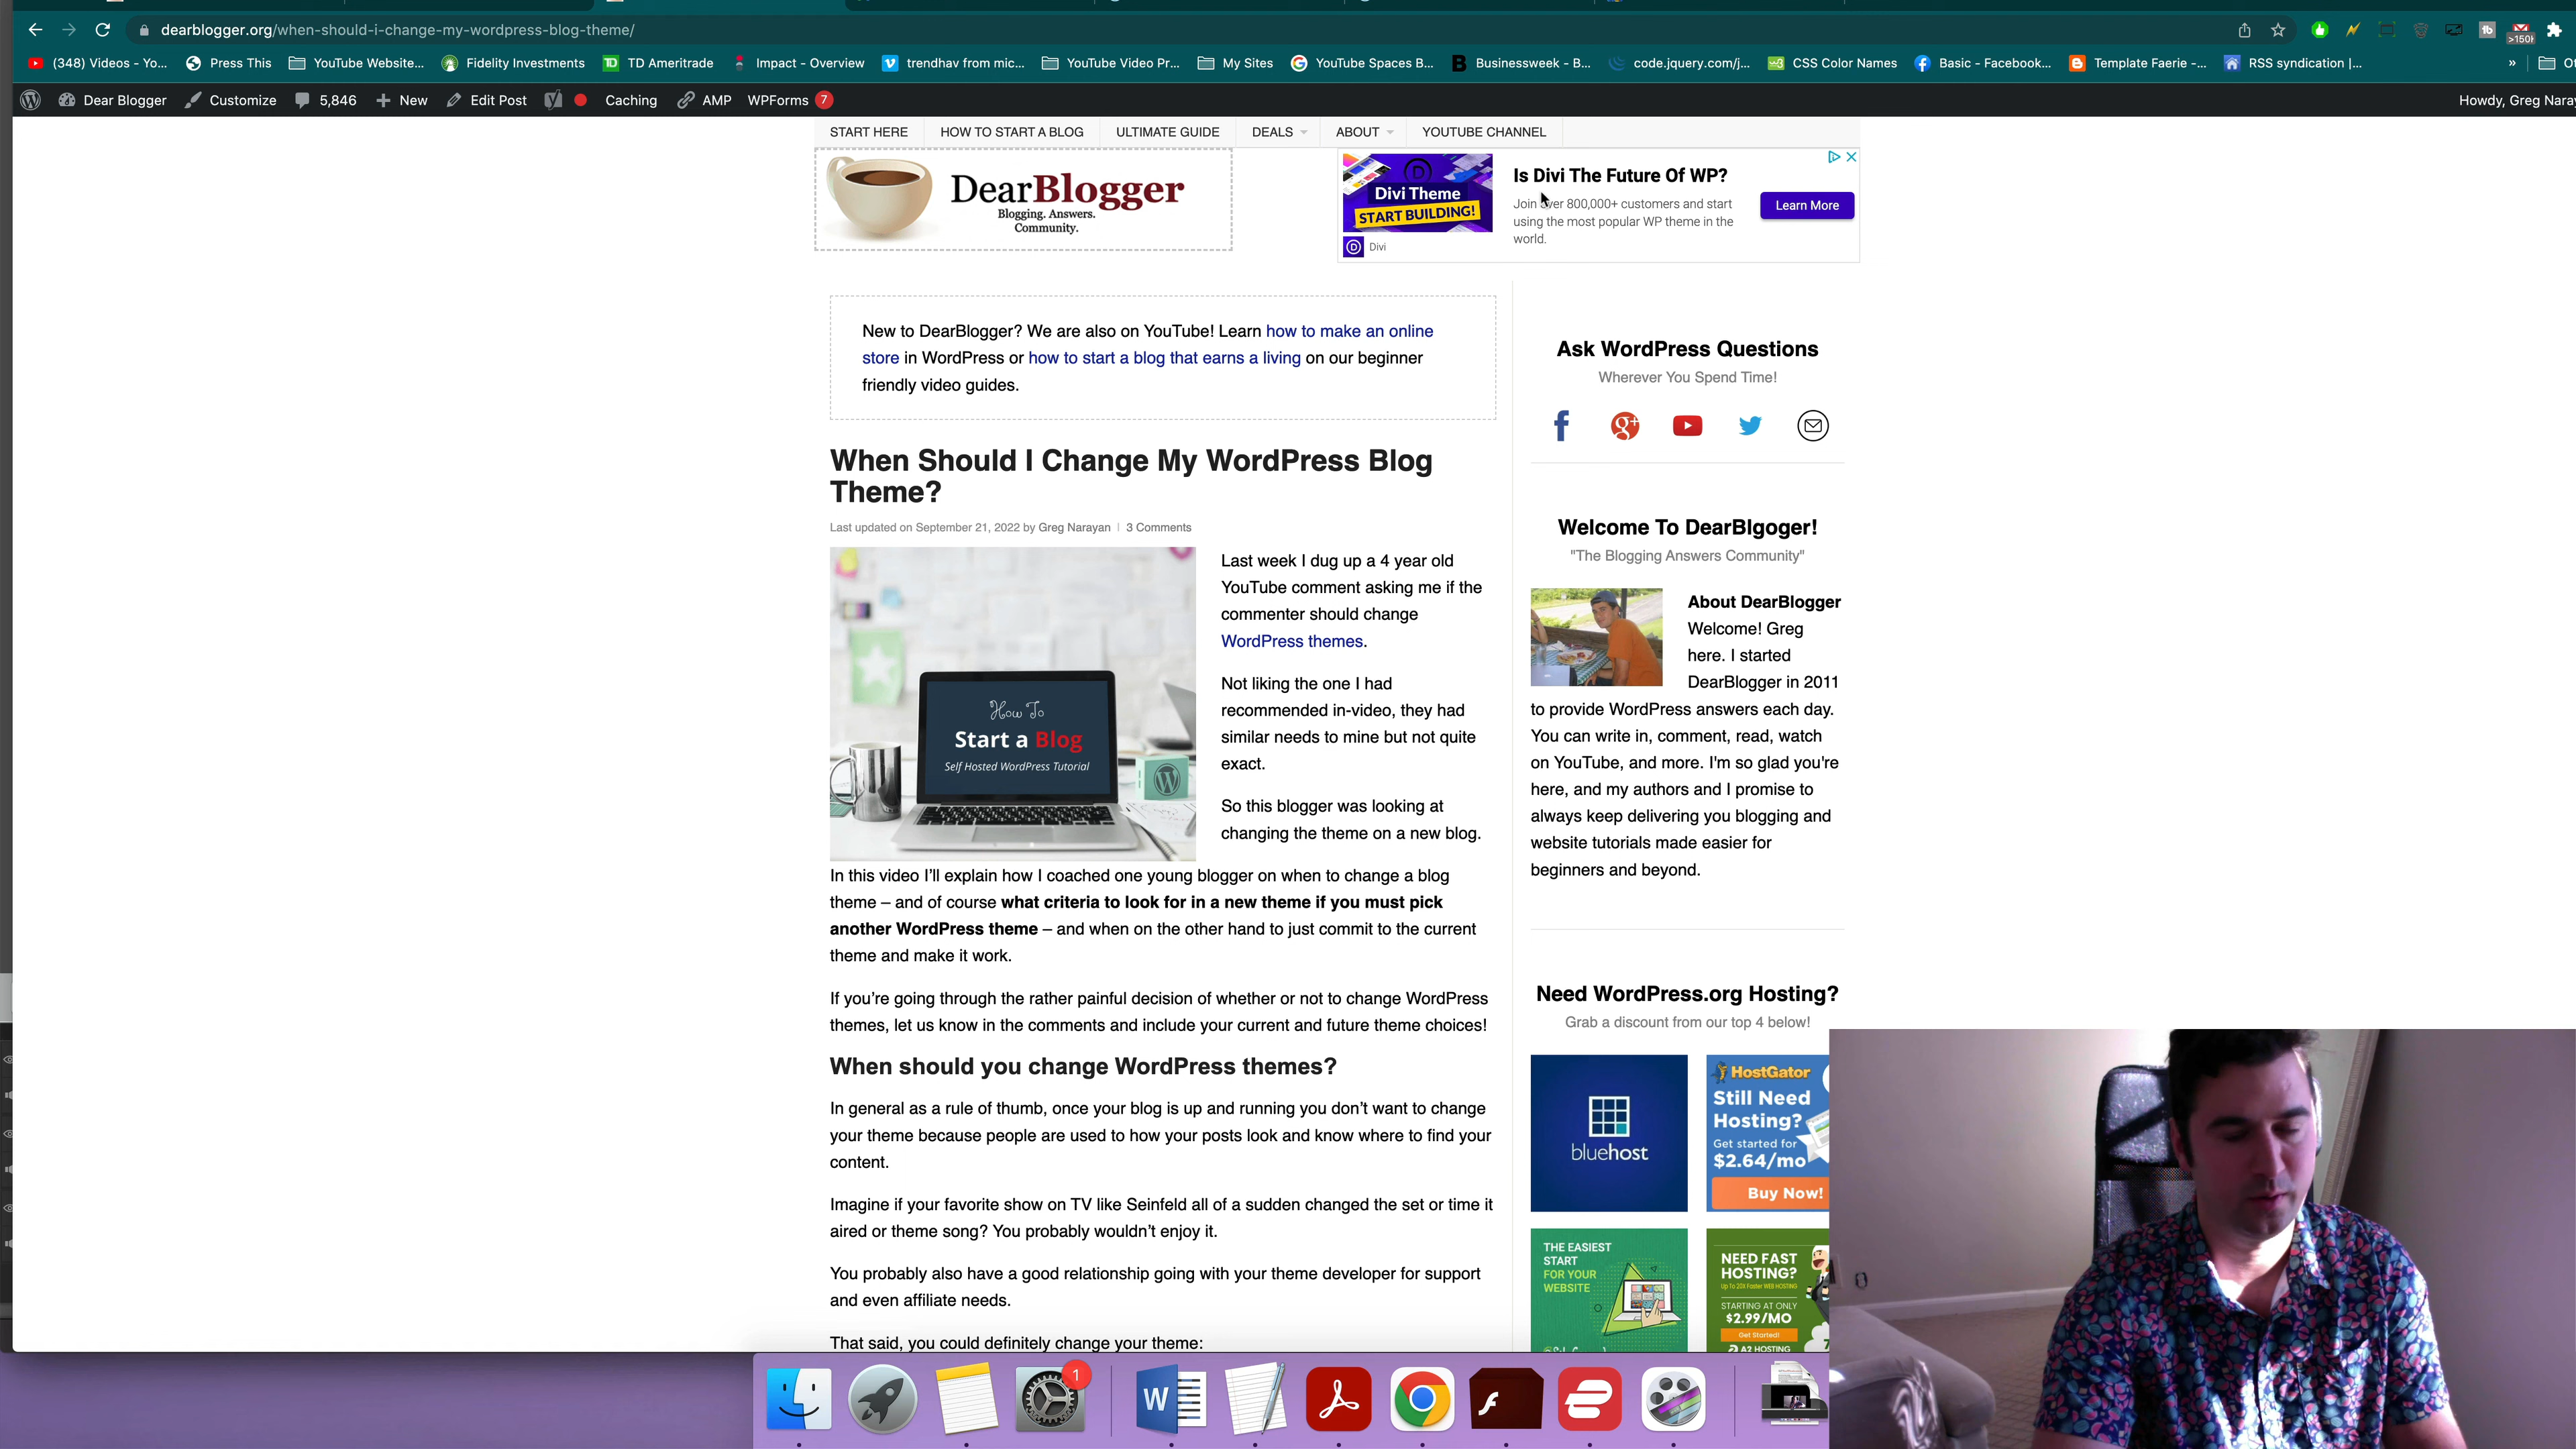 dearblogger.org/when-should-i-change-my-wordpress-blog-theme/
>150
(348) Videos - Yo... Press This YouTube Website... Fidelity Investments TD Ameritrade Impact - Overview trendhav from mic... YouTube Video Pr... My Sites YouTube Spaces B... Businessweek - B... code.jquery.com/j... CSS Color Names Basic - Facebook... Template Faerie -... RSS syndication |... »
Dear Blogger Customize 5,846 New Edit Post Caching AMP WPForms 7 Howdy, Greg Nara
START HERE HOW TO START A BLOG ULTIMATE GUIDE DEALS ABOUT YOUTUBE CHANNEL
DearBlogger
Blogging. Answers.
Community.
Divi Theme
START BUILDING!
Divi
Is Divi The Future Of WP?
Join over 800,000+ customers and start
using the most popular WP theme in the
world.
Learn More
New to DearBlogger? We are also on YouTube! Learn how to make an online
store in WordPress or how to start a blog that earns a living on our beginner
friendly video guides.
When Should I Change My WordPress Blog
Theme?
Last updated on September 21, 2022 by Greg Narayan | 3 Comments
How To
Start a Blog
Self Hosted WordPress Tutorial
Last week I dug up a 4 year old
YouTube comment asking me if the
commenter should change
WordPress themes.
Not liking the one I had
recommended in-video, they had
similar needs to mine but not quite
exact.
So this blogger was looking at
changing the theme on a new blog.
In this video I'll explain how I coached one young blogger on when to change a blog
theme – and of course what criteria to look for in a new theme if you must pick
another WordPress theme – and when on the other hand to just commit to the current
theme and make it work.
If you're going through the rather painful decision of whether or not to change WordPress
themes, let us know in the comments and include your current and future theme choices!
When should you change WordPress themes?
In general as a rule of thumb, once your blog is up and running you don't want to change
your theme because people are used to how your posts look and know where to find your
content.
Imagine if your favorite show on TV like Seinfeld all of a sudden changed the set or time it
aired or theme song? You probably wouldn't enjoy it.
You probably also have a good relationship going with your theme developer for support
and even affiliate needs.
That said, you could definitely change your theme:
Ask WordPress Questions
Wherever You Spend Time!
Welcome To DearBlgoger!
"The Blogging Answers Community"
About DearBlogger
Welcome! Greg
here. I started
DearBlogger in 2011
to provide WordPress answers each day.
You can write in, comment, read, watch
on YouTube, and more. I'm so glad you're
here, and my authors and I promise to
always keep delivering you blogging and
website tutorials made easier for
beginners and beyond.
Need WordPress.org Hosting?
Grab a discount from our top 4 below!
bluehost
HostGator
Still Need
Hosting?
Get started for
$2.64/mo
Buy Now!
THE EASIEST
START
FOR YOUR
WEBSITE
NEED FAST
HOSTING?
Up To 20X Faster WEB HOSTING
STARTING AT ONLY
$2.99/MO
Get Started!
A2 HOSTING
1
W